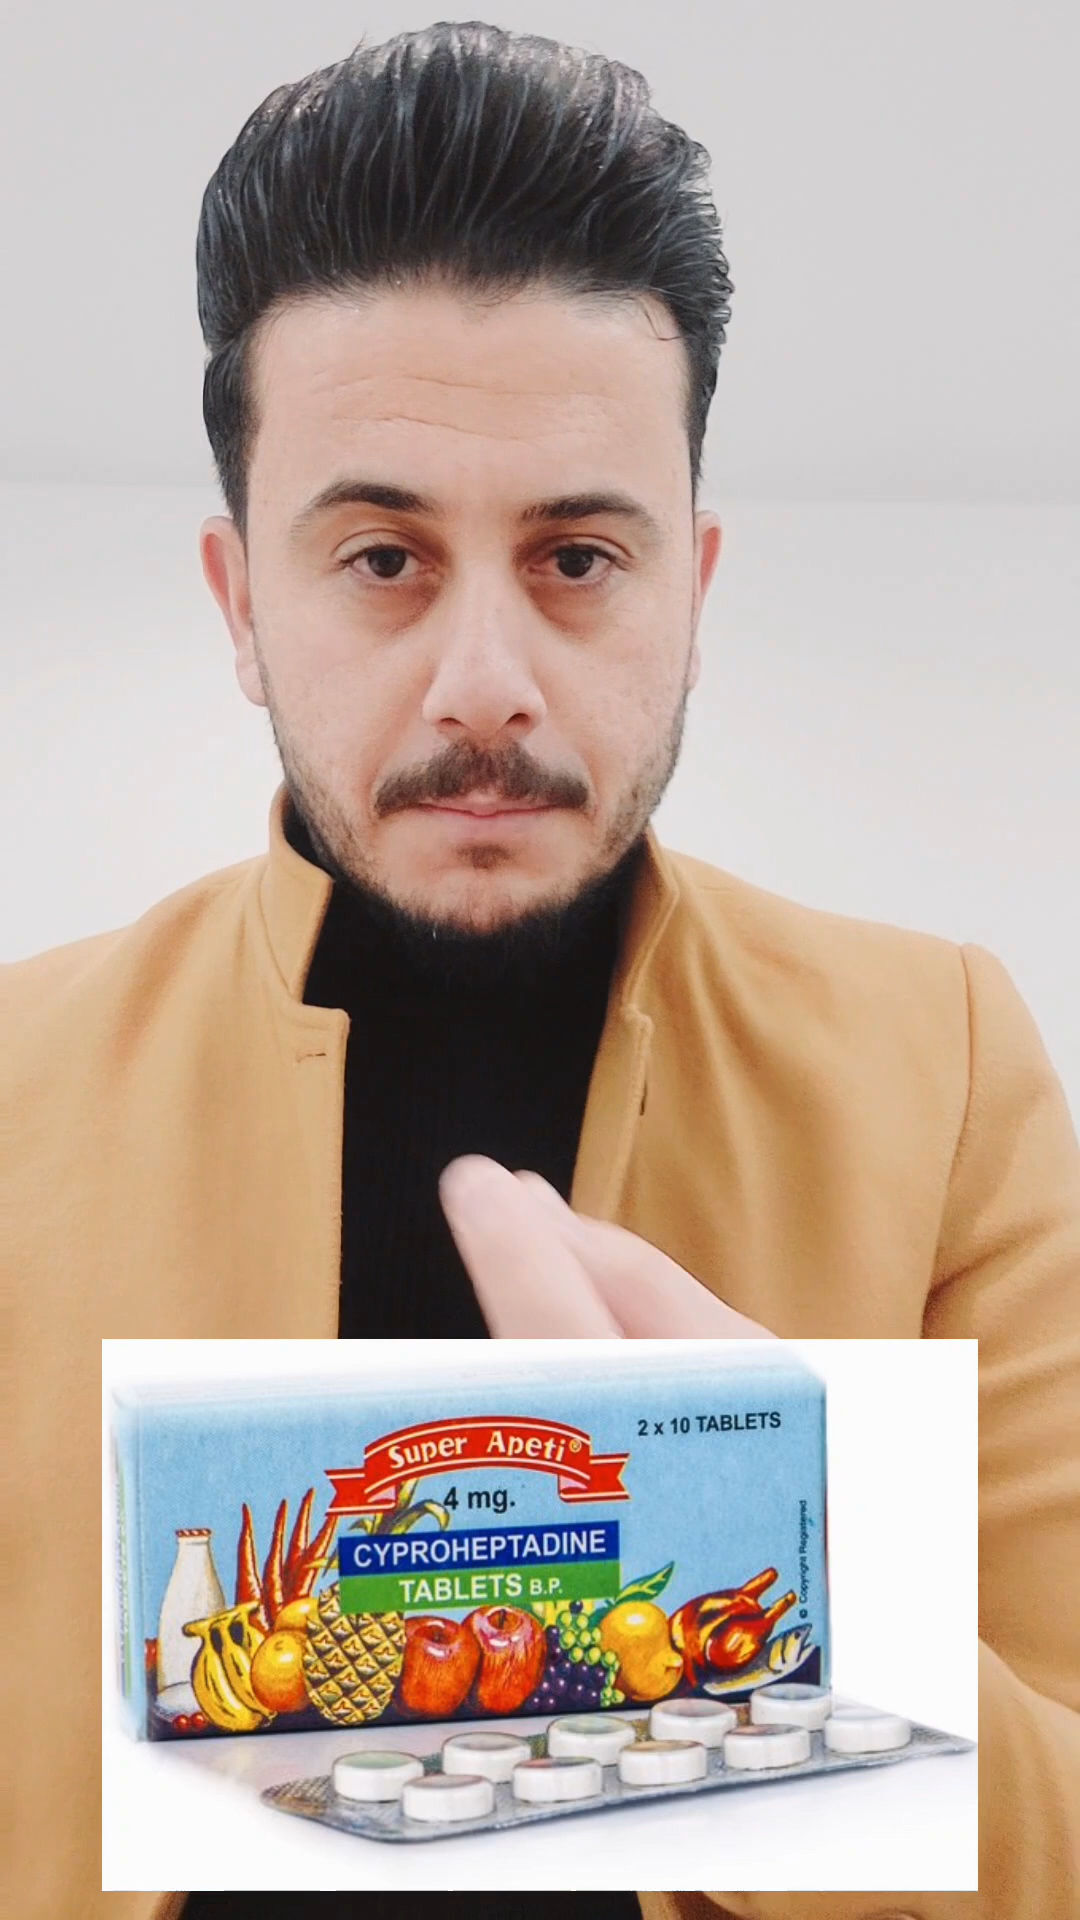 2 x 10 TABLETS
Super Apeti®
4 mg.
CYPROHEPTADINE
TABLETS B.P.
© Copyright Registered